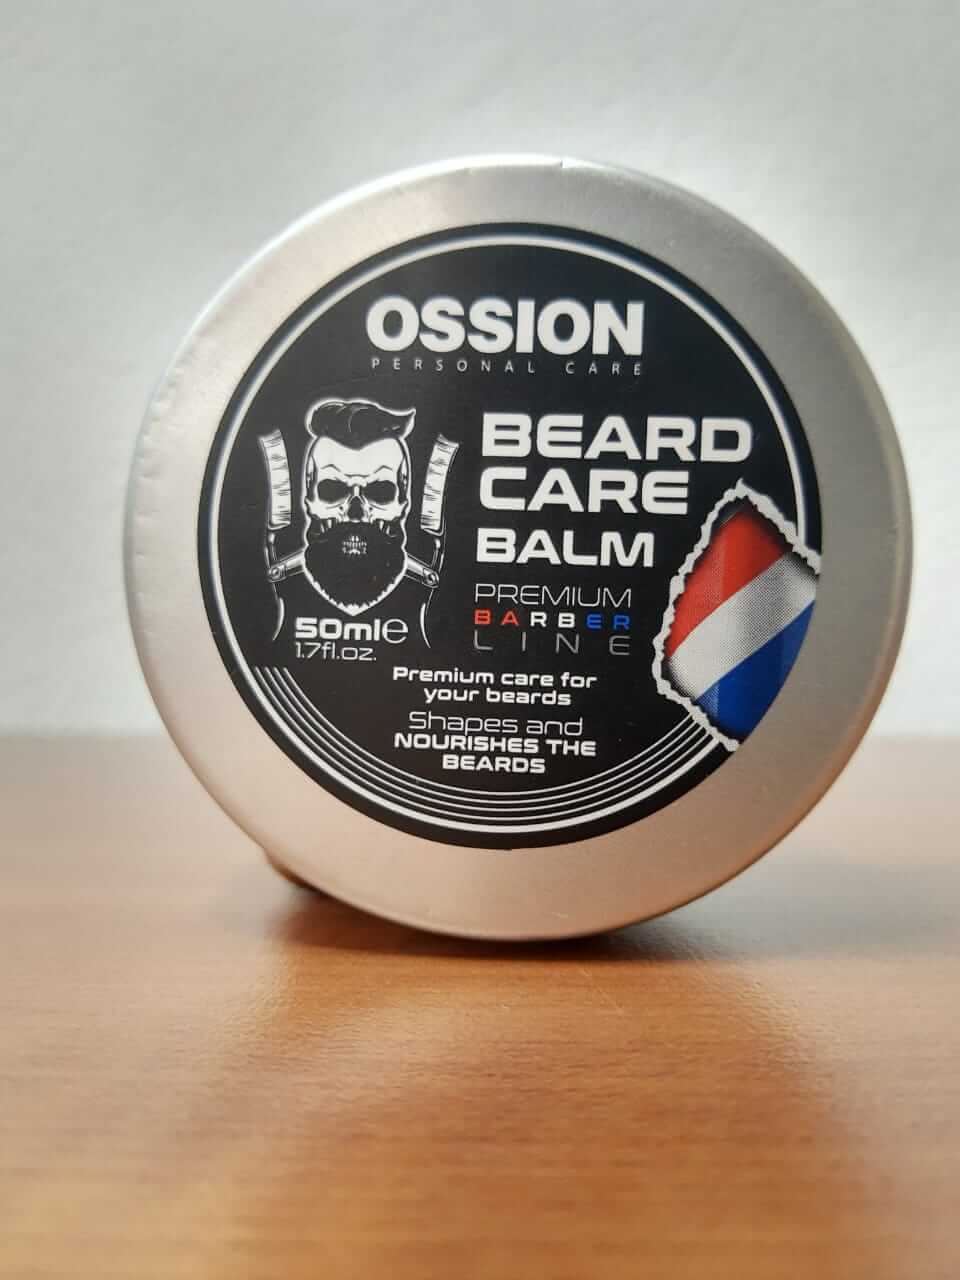 OSSION
PERSONAL CARE
BEARD
CARE
BALM
PREMIUM
BARBER
LINE
50ml e
1.7fl.oz.
Premium care for
your beards
Shapes and
NOURISHES THE
BEARDS